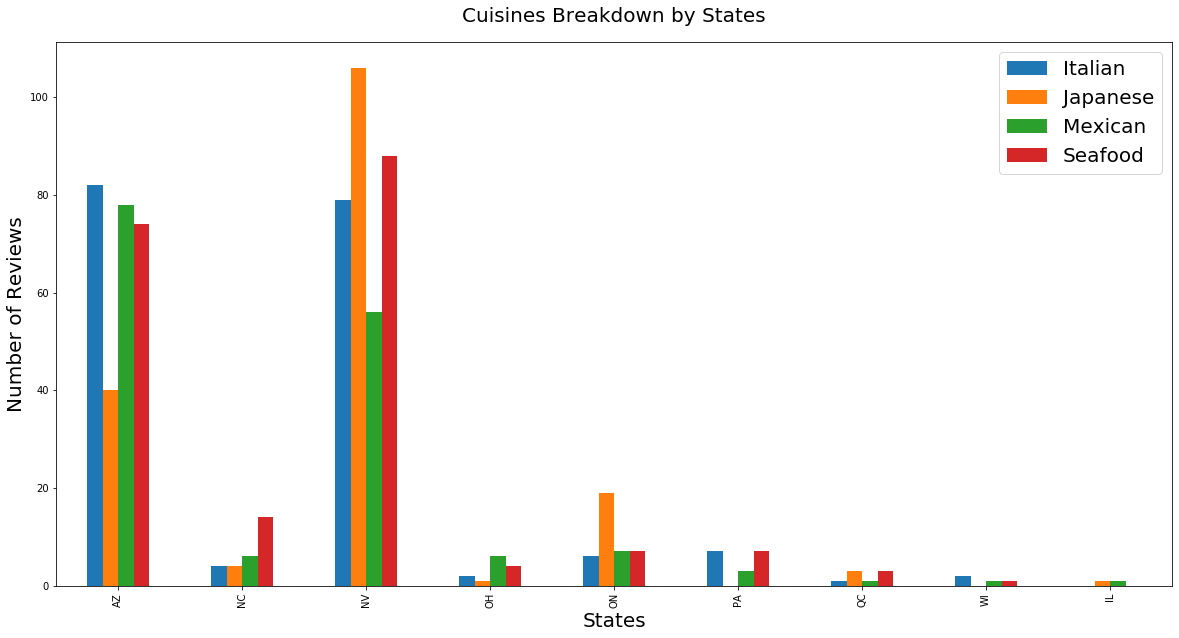 Cuisines Breakdown by States
Italian
Japanese
Mexican
Seafood
Number of Reviews
100
80
60
40
20
0
AZ
NC
NV
OH
ON
PA
QC
WI
IL
States